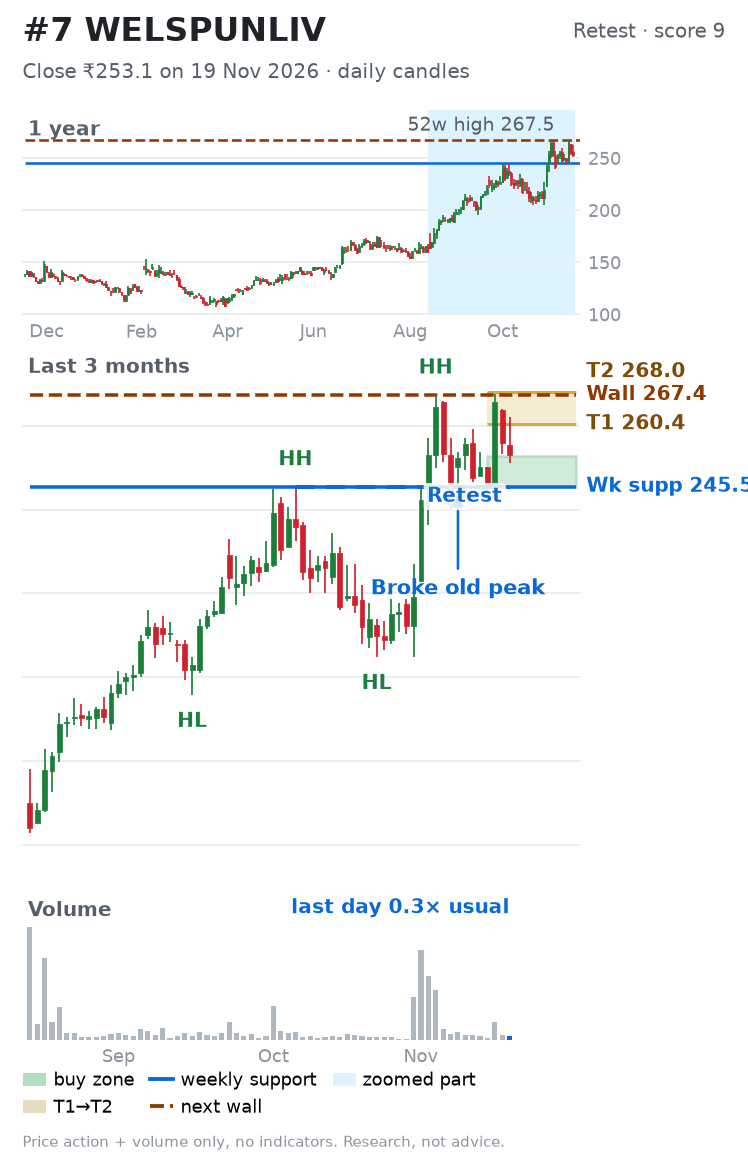 #7 WELSPUNLIV
Retest · score 9
Close ₹253.1 on 19 Nov 2026 · daily candles
1 year
52w high 267.5
250
200
150
100
Dec Feb Apr Jun Aug Oct
Last 3 months
HH
T2 268.0
Wall 267.4
T1 260.4
HH
Wk supp 245.5
Retest
Broke old peak
HL
HL
Volume
last day 0.3× usual
Sep Oct Nov
buy zone weekly support zoomed part
T1→T2 next wall
Price action + volume only, no indicators. Research, not advice.